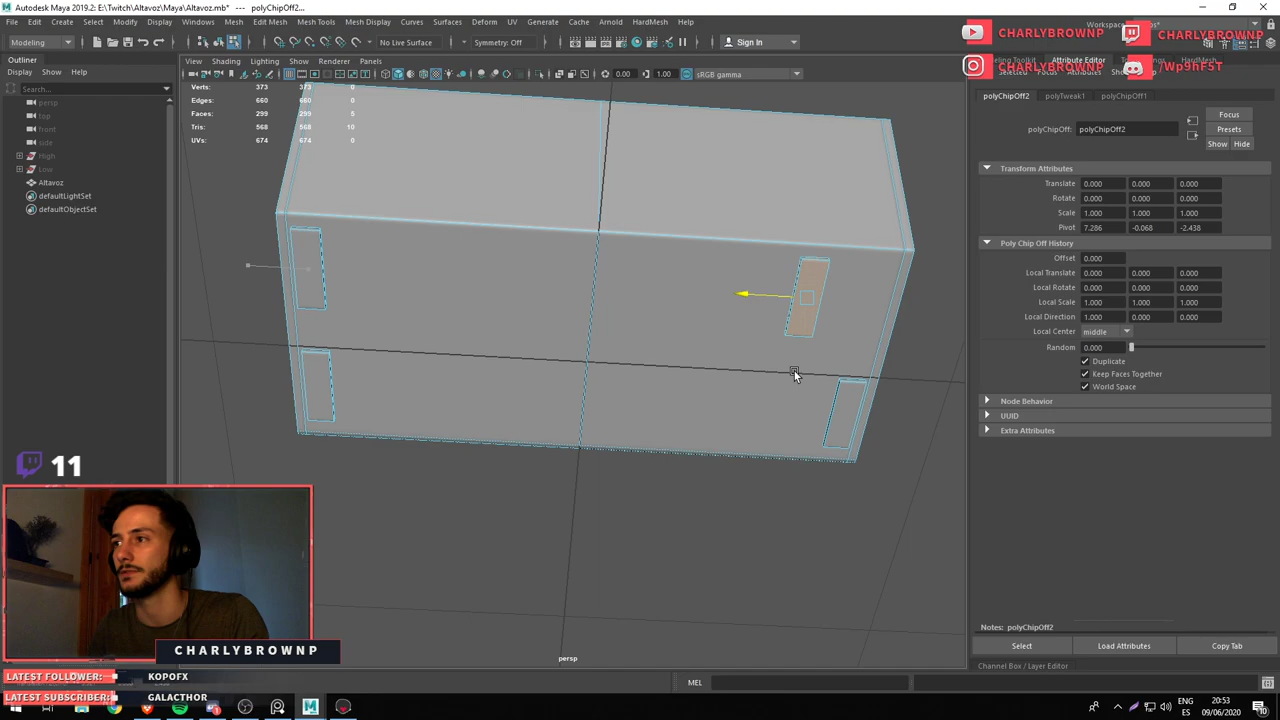 Autodesk Maya 2019.2: E:\Twitch\Altavoz\Maya\Altavoz.mb* --- polyChipOff2...
File Edit Create Select Modify Display Windows Mesh Edit Mesh Mesh Tools Mesh Display Curves Surfaces Deform UV Generate Cache Arnold HardMesh Help
CHARLYBROWNP CHARLYBROWNP
CHARLYBROWNP /Wp9hF5T
Modeling No Live Surface Symmetry: Off Sign In
Outliner
Display Show Help
Search...
persp
top
front
side
High
Low
Altavoz
defaultLightSet
defaultObjectSet
View Shading Lighting Show Renderer Panels
0.00 1.00 sRGB gamma
Verts: 373 373 0
Edges: 660 660 0
Faces: 299 299 5
Tris: 568 568 10
UVs: 674 674 0
persp
Attribute Editor
HardMesh
Focus Attributes
polyChipOff2 polyTweak1 polyChipOff1
polyChipOff: polyChipOff2
Focus
Presets
Show Hide
Transform Attributes
Translate 0.000 0.000 0.000
Rotate 0.000 0.000 0.000
Scale 1.000 1.000 1.000
Pivot 7.286 -0.068 -2.438
Poly Chip Off History
Offset 0.000
Local Translate 0.000 0.000 0.000
Local Rotate 0.000 0.000 0.000
Local Scale 1.000 1.000 1.000
Local Direction 1.000 0.000 0.000
Local Center middle
Random 0.000
Duplicate
Keep Faces Together
World Space
Node Behavior
UUID
Extra Attributes
Notes: polyChipOff2
Select Load Attributes Copy Tab
Channel Box / Layer Editor
MEL
11
CHARLYBROWNP
LATEST FOLLOWER: KOPOFX
LATEST SUBSCRIBER: GALACTHOR
ENG
ES
20:53
09/06/2020